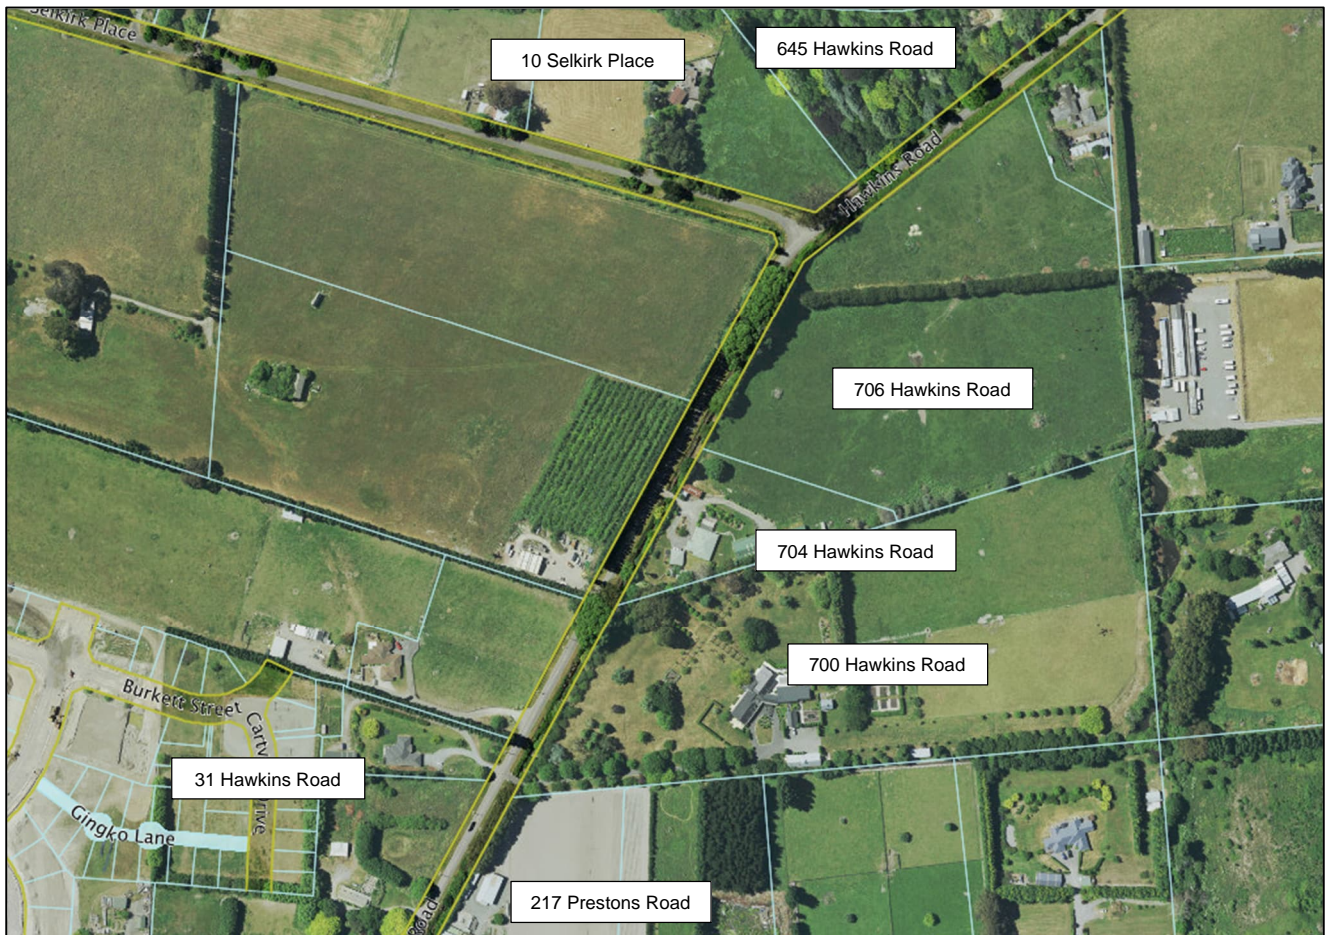 Selkirk Place
10 Selkirk Place
645 Hawkins Road
Hawkins Road
706 Hawkins Road
704 Hawkins Road
700 Hawkins Road
Burkett Street
31 Hawkins Road
Gingko Lane
217 Prestons Road
Road